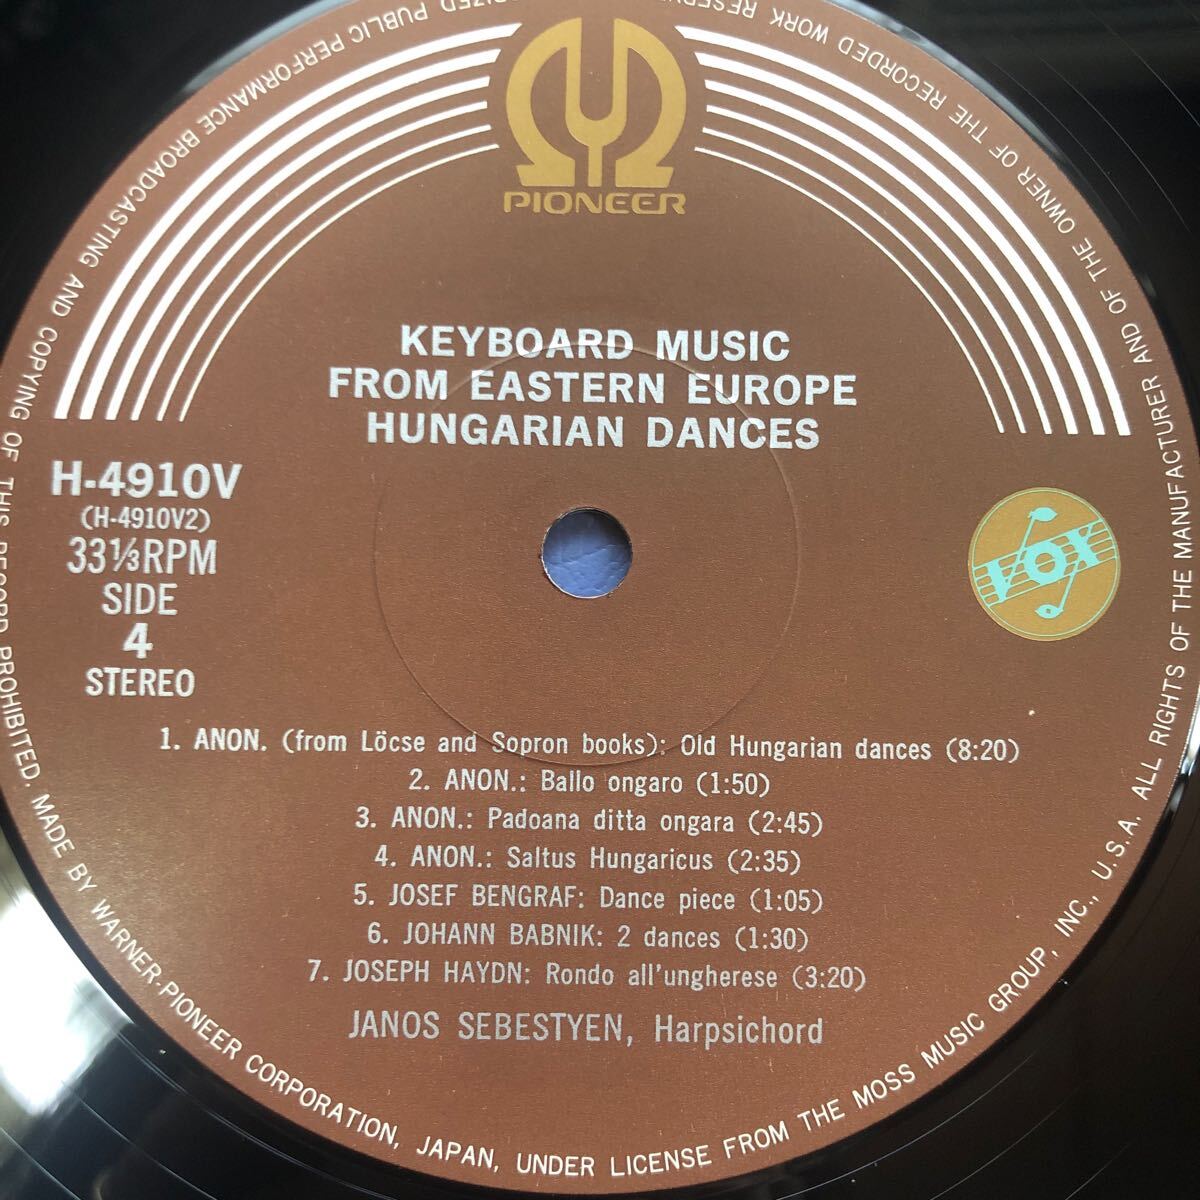 PIONEER
KEYBOARD MUSIC
FROM EASTERN EUROPE
HUNGARIAN DANCES
H-4910V
(H-4910V2)
33⅓RPM
SIDE
4
STEREO
VOX
1. ANON. (from Löcse and Sopron books): Old Hungarian dances (8:20)
2. ANON.: Ballo ongaro (1:50)
3. ANON.: Padoana ditta ongara (2:45)
4. ANON.: Saltus Hungaricus (2:35)
5. JOSEF BENGRAF: Dance piece (1:05)
6. JOHANN BABNIK: 2 dances (1:30)
7. JOSEPH HAYDN: Rondo all'ungherese (3:20)
JANOS SEBESTYEN, Harpsichord
ALL RIGHTS OF THE MANUFACTURER AND OF THE OWNER OF THE RECORDED WORK RESERVED PUBLIC PERFORMANCE BROADCASTING AND COPYING OF THIS RECORD PROHIBITED. MADE BY WARNER-PIONEER CORPORATION, JAPAN, UNDER LICENSE FROM THE MOSS MUSIC GROUP, INC., U.S.A.